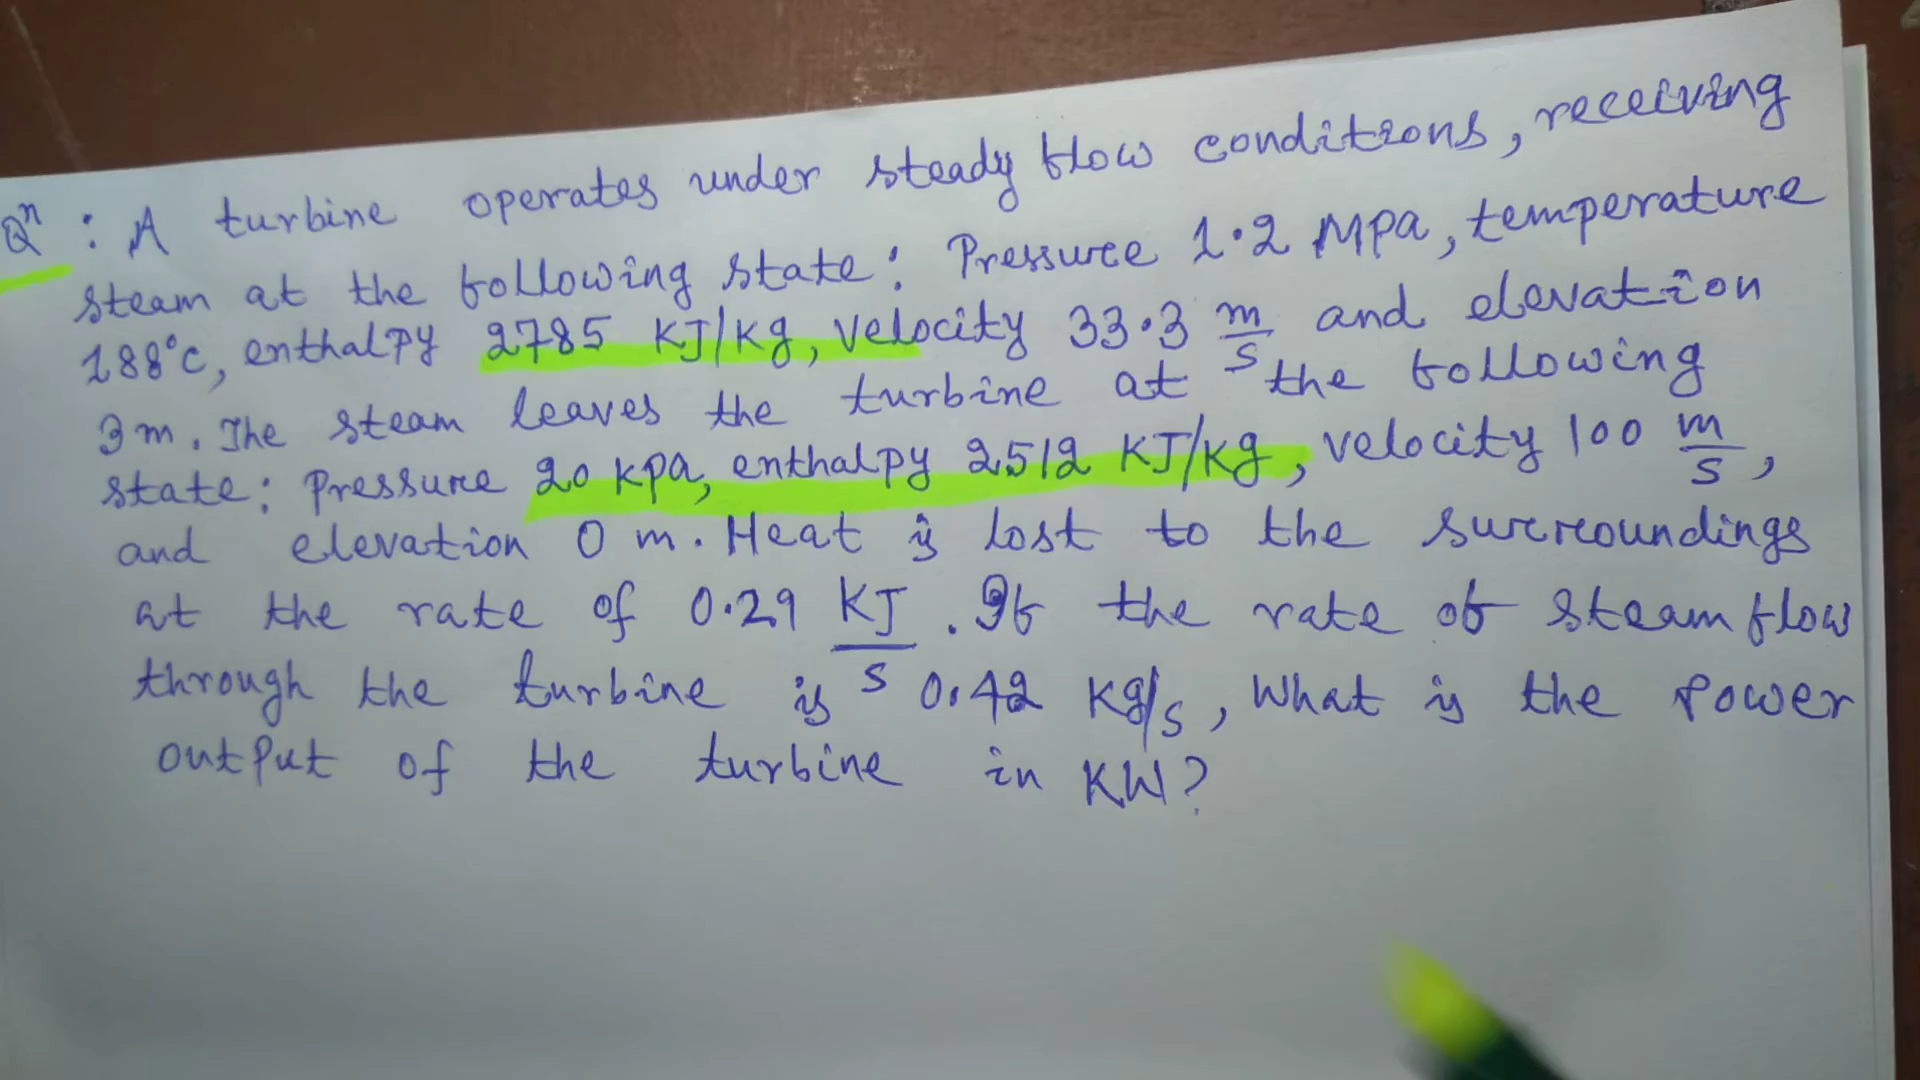 Qⁿ : A turbine operates under steady flow conditions, receiving
steam at the following state: Pressure 1.2 MPa, temperature
188°C, enthalpy 2785 KJ/Kg, velocity 33.3 m/s and elevation
3m. The steam leaves the turbine at the following
state: Pressure 20 kPa, enthalpy 2512 KJ/Kg, velocity 100 m/s,
and elevation 0 m. Heat is lost to the surroundings
at the rate of 0.29 KJ/s. If the rate of steam flow
through the turbine is 0.42 Kg/s, What is the Power
output of the turbine in KW?